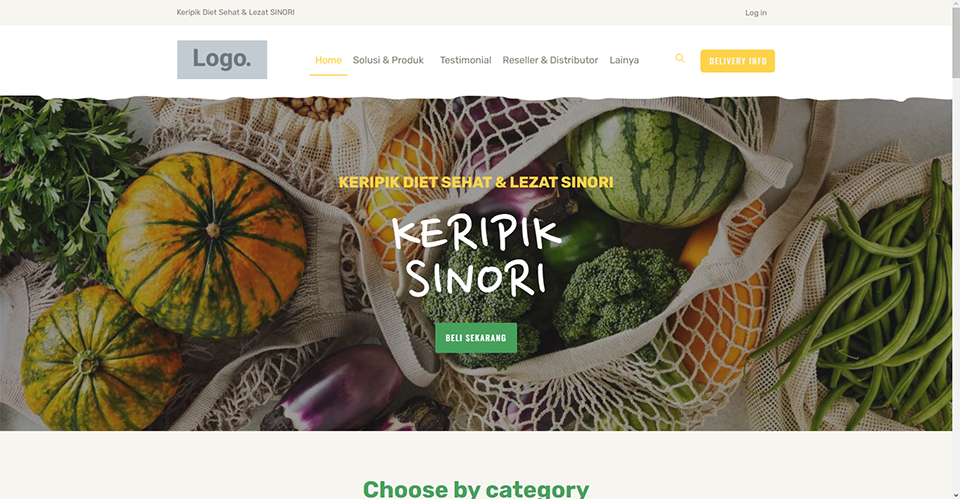 Keripik Diet Sehat & Lezat SINORI
Log in
Logo.
Home
Solusi & Produk
Testimonial
Reseller & Distributor
Lainya
DELIVERY INFO
KERIPIK DIET SEHAT & LEZAT SINORI
KERIPIK
SINORI
BELI SEKARANG
Choose by category